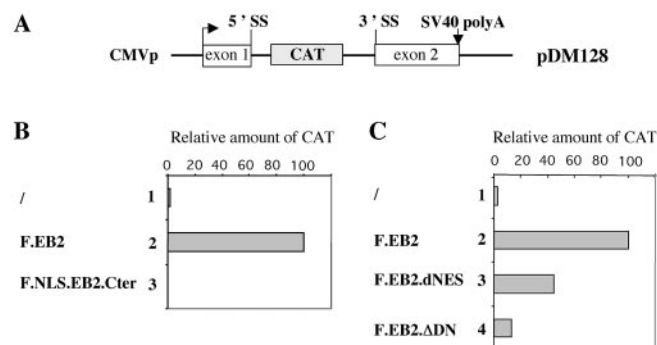 A
5 ' SS
3 ' SS
SV40 polyA
CMVp
exon 1
CAT
exon 2
pDM128
B
Relative amount of CAT
0 20 40 60 80 100
/ 1
F.EB2 2
F.NLS.EB2.Cter 3
C
Relative amount of CAT
0 20 40 60 80 100
/ 1
F.EB2 2
F.EB2.dNES 3
F.EB2.ΔDN 4